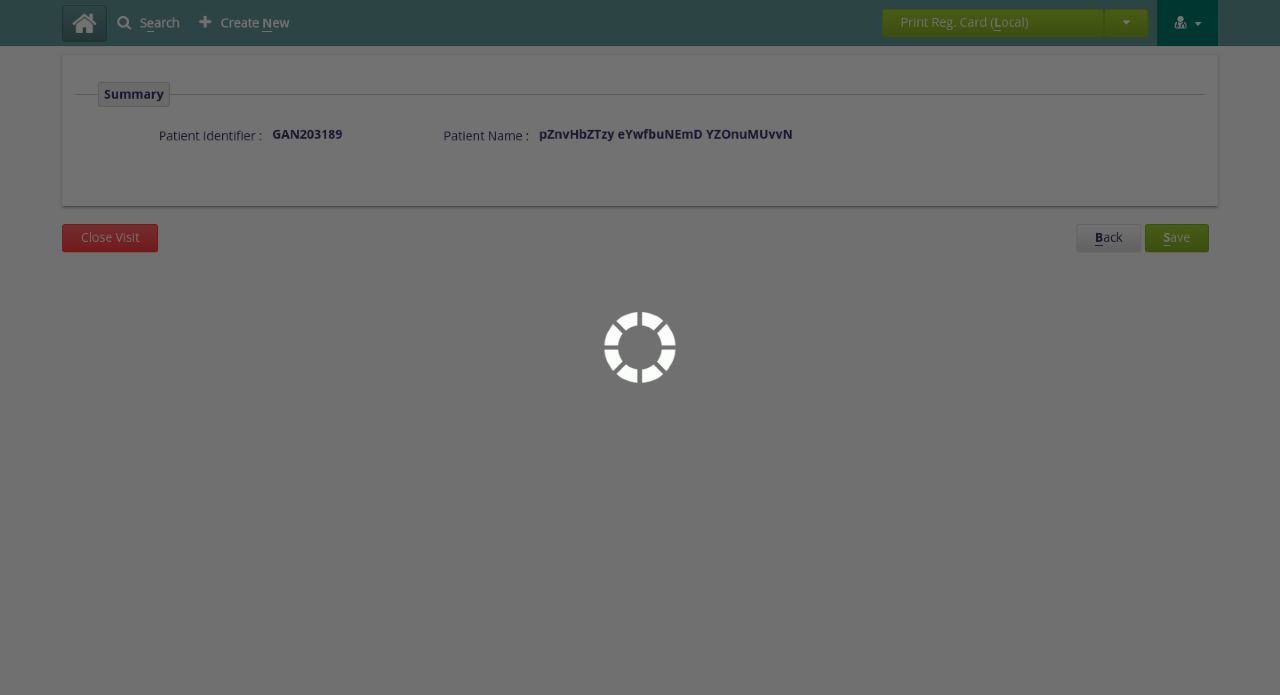 Search Create New Print Reg. Card (Local)
Summary
Patient Identifier : GAN203189 Patient Name : pZnvHbZTzy eYwfbuNEmD YZOnuMUvvN
Close Visit Back Save